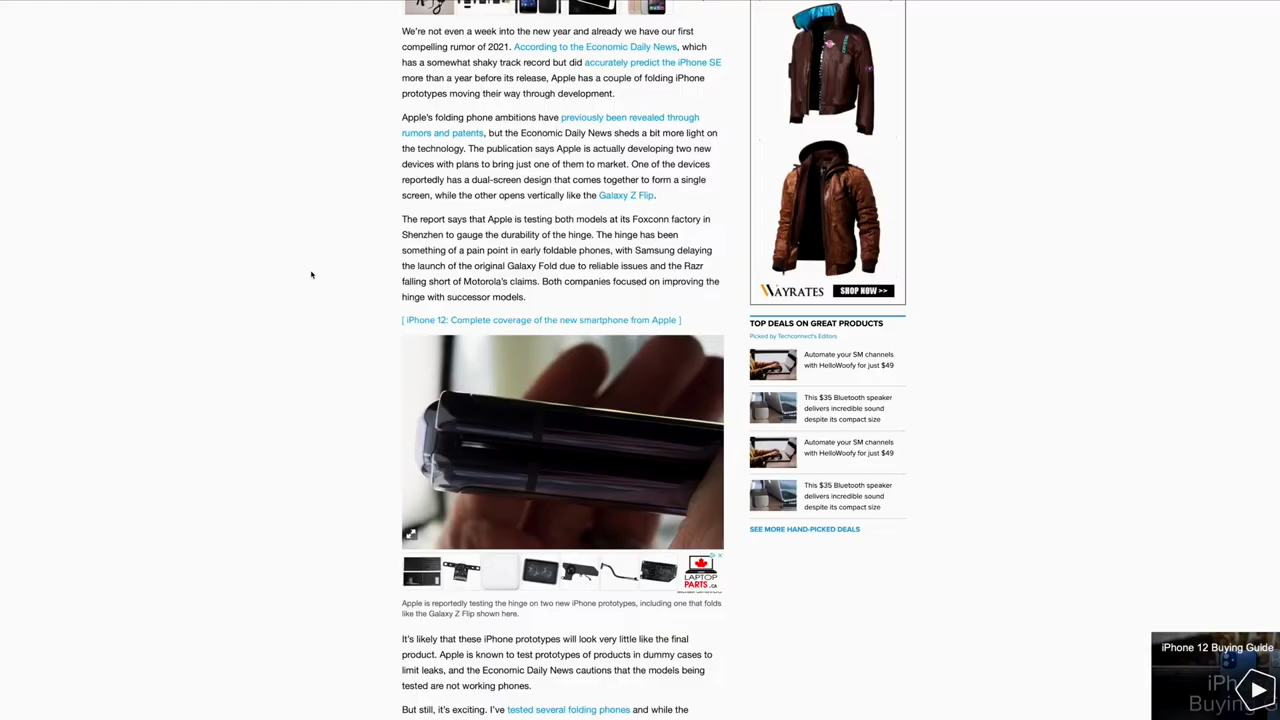 We're not even a week into the new year and already we have our first
compelling rumor of 2021. According to the Economic Daily News, which
has a somewhat shaky track record but did accurately predict the iPhone SE
more than a year before its release, Apple has a couple of folding iPhone
prototypes moving their way through development.
Apple's folding phone ambitions have previously been revealed through
rumors and patents, but the Economic Daily News sheds a bit more light on
the technology. The publication says Apple is actually developing two new
devices with plans to bring just one of them to market. One of the devices
reportedly has a dual-screen design that comes together to form a single
screen, while the other opens vertically like the Galaxy Z Flip.
The report says that Apple is testing both models at its Foxconn factory in
Shenzhen to gauge the durability of the hinge. The hinge has been
something of a pain point in early foldable phones, with Samsung delaying
the launch of the original Galaxy Fold due to reliable issues and the Razr
falling short of Motorola's claims. Both companies focused on improving the
hinge with successor models.
[ iPhone 12: Complete coverage of the new smartphone from Apple ]
LAPTOP
PARTS.CA
Apple is reportedly testing the hinge on two new iPhone prototypes, including one that folds
like the Galaxy Z Flip shown here.
It's likely that these iPhone prototypes will look very little like the final
product. Apple is known to test prototypes of products in dummy cases to
limit leaks, and the Economic Daily News cautions that the models being
tested are not working phones.
But still, it's exciting. I've tested several folding phones and while the
WAYRATES SHOP NOW >>
TOP DEALS ON GREAT PRODUCTS
Picked by Techconnect's Editors
Automate your SM channels
with HelloWoofy for just $49
This $35 Bluetooth speaker
delivers incredible sound
despite its compact size
Automate your SM channels
with HelloWoofy for just $49
This $35 Bluetooth speaker
delivers incredible sound
despite its compact size
SEE MORE HAND-PICKED DEALS
iPhone 12 Buying Guide
iPh
Buying